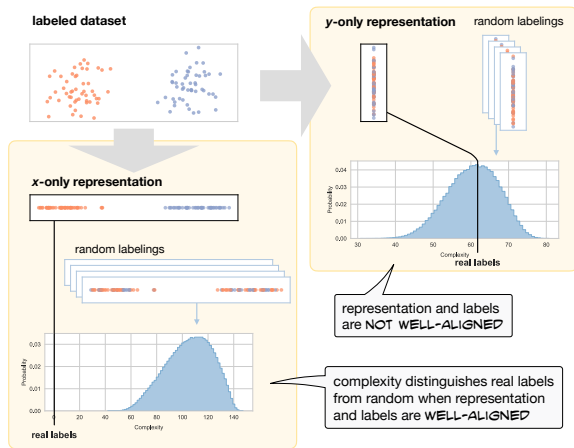 labeled dataset
y-only representation
random labelings
0,04
0,03
0,02
0,01
0,00
Probability
30
40
50
60
70
80
Complexity
real labels
representation and labels
are NOT WELL-ALIGNED
x-only representation
random labelings
0,03
0,02
0,01
0,00
Probability
0
20
40
60
80
100
120
140
Complexity
real labels
complexity distinguishes real labels
from random when representation
and labels are WELL-ALIGNED